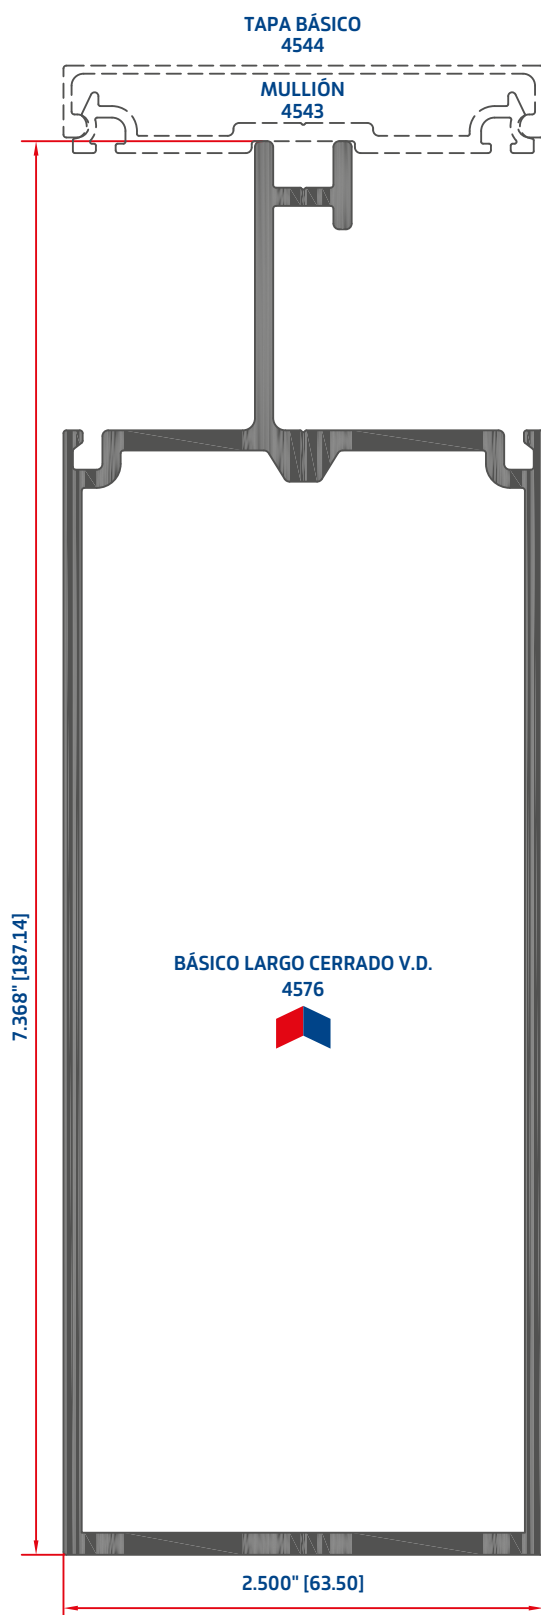 TAPA BÁSICO
4544
MULLIÓN
4543
7.368" [187.14]
BÁSICO LARGO CERRADO V.D.
4576
2.500" [63.50]